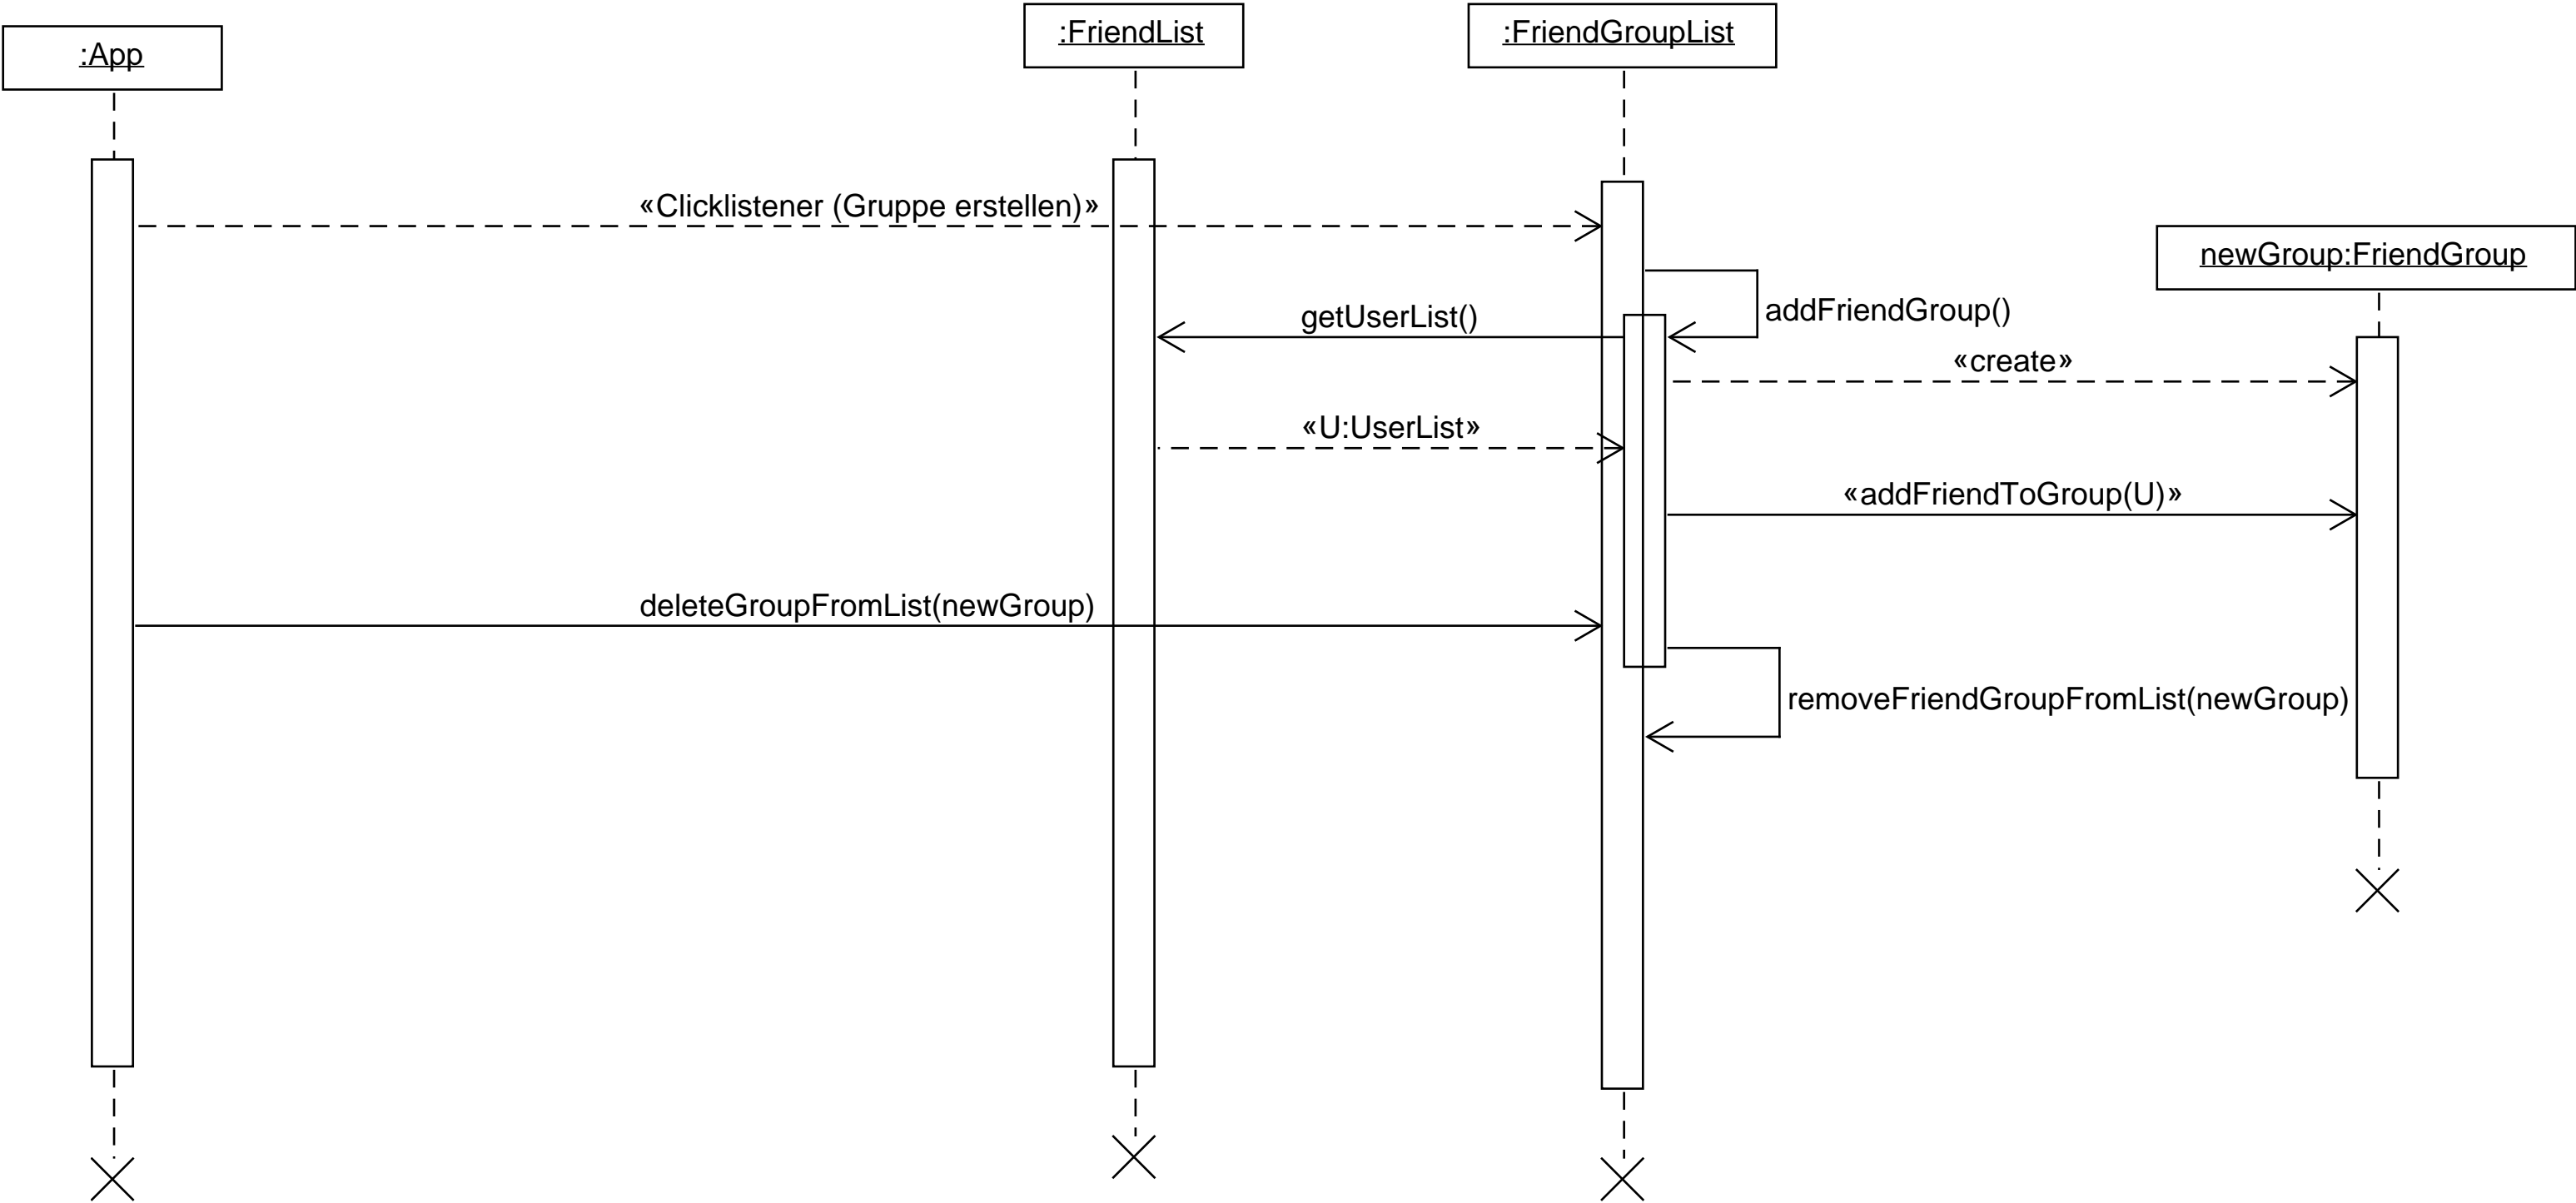 :FriendList
:FriendGroupList
:App
«Clicklistener (Gruppe erstellen)»
newGroup:FriendGroup
addFriendGroup()
getUserList()
«create»
«U:UserList»
«addFriendToGroup(U)»
deleteGroupFromList(newGroup)
removeFriendGroupFromList(newGroup)